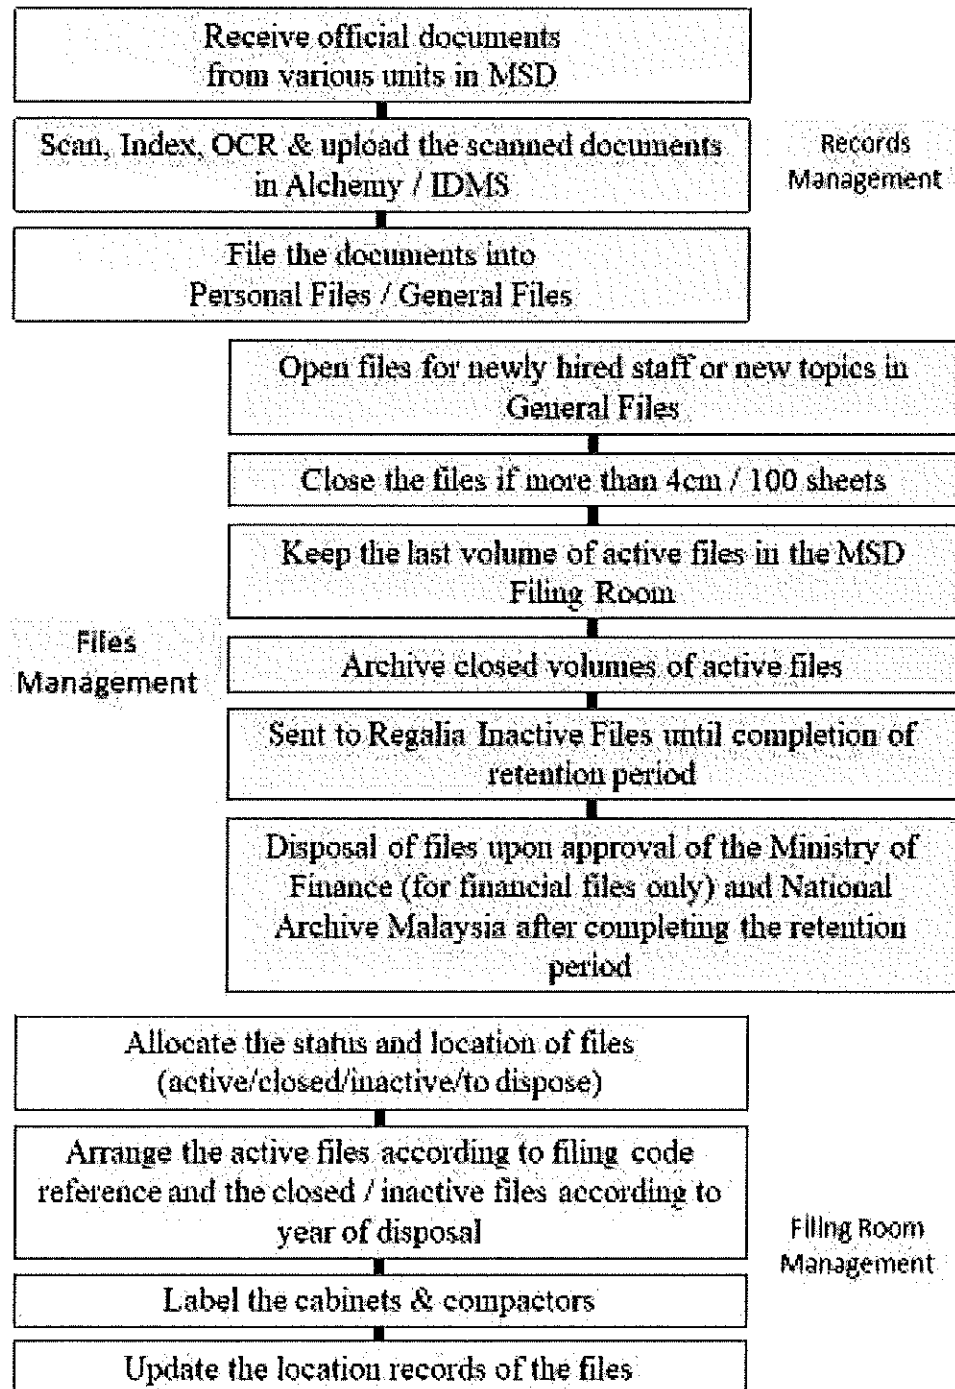 Receive official documents
from various units in MSD
Scan, Index, OCR & upload the scanned documents
in Alchemy / IDMS
Records
Management
File the documents into
Personal Files / General Files
Open files for newly hired staff or new topics in
General Files
Close the files if more than 4cm / 100 sheets
Keep the last volume of active files in the MSD
Filing Room
Files
Management
Archive closed volumes of active files
Sent to Regalia Inactive Files until completion of
retention period
Disposal of files upon approval of the Ministry of
Finance (for financial files only) and National
Archive Malaysia after completing the retention
period
Allocate the status and location of files
(active/closed/inactive/to dispose)
Arrange the active files according to filing code
reference and the closed / inactive files according to
year of disposal
Filing Room
Management
Label the cabinets & compactors
Update the location records of the files